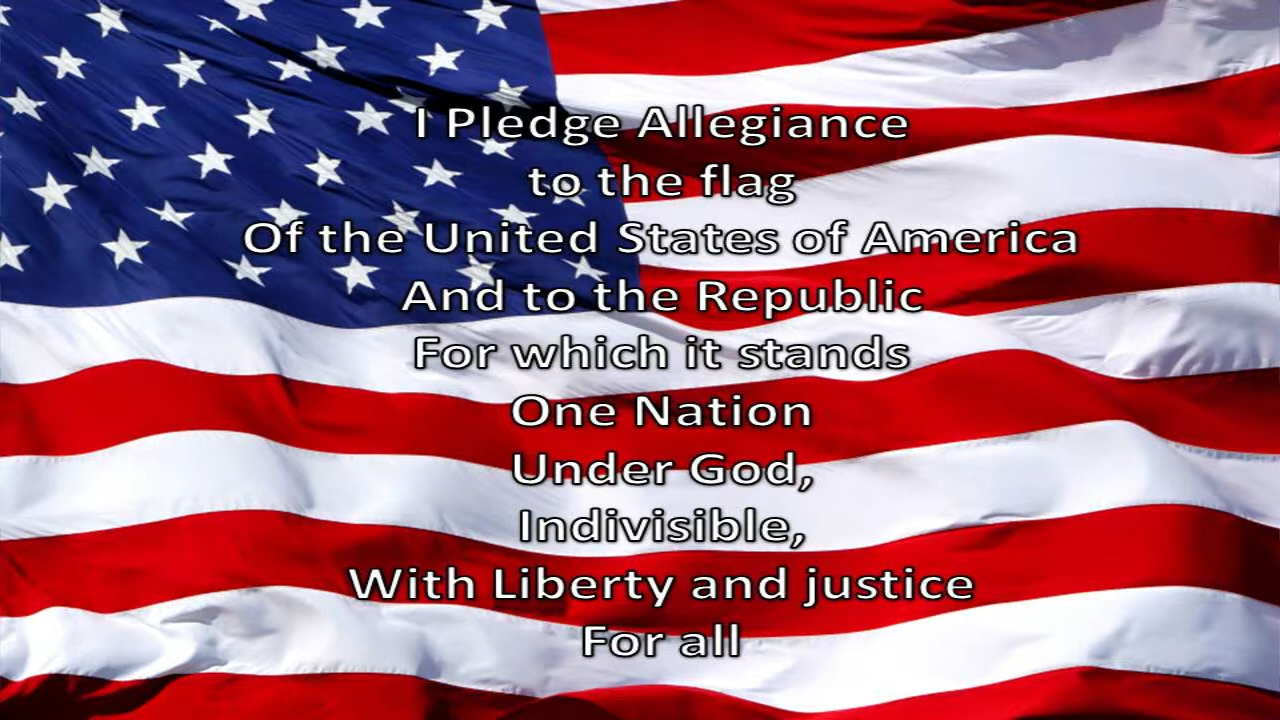 I Pledge Allegiance
to the flag
Of the United States of America
And to the Republic
For which it stands
One Nation
Under God,
Indivisible,
With Liberty and justice
For all